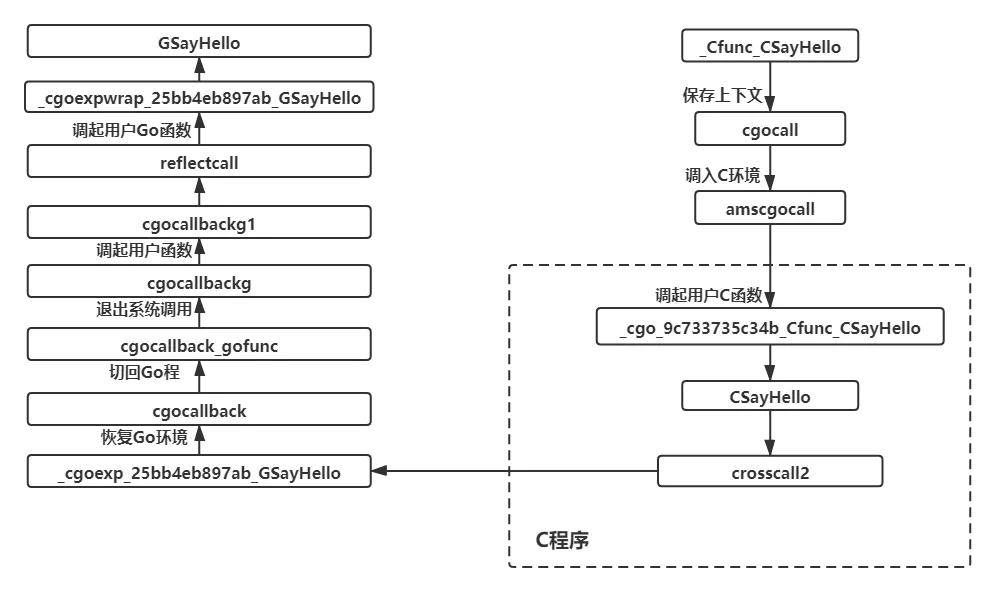 GSayHello
_cgoexpwrap_25bb4eb897ab_GSayHello
调起用户Go函数
reflectcall
cgocallbackg1
调起用户函数
cgocallbackg
退出系统调用
cgocallback_gofunc
切回Go程
cgocallback
恢复Go环境
_cgoexp_25bb4eb897ab_GSayHello
_Cfunc_CSayHello
保存上下文
cgocall
调入C环境
amscgocall
调起用户C函数
_cgo_9c733735c34b_Cfunc_CSayHello
CSayHello
crosscall2
C程序